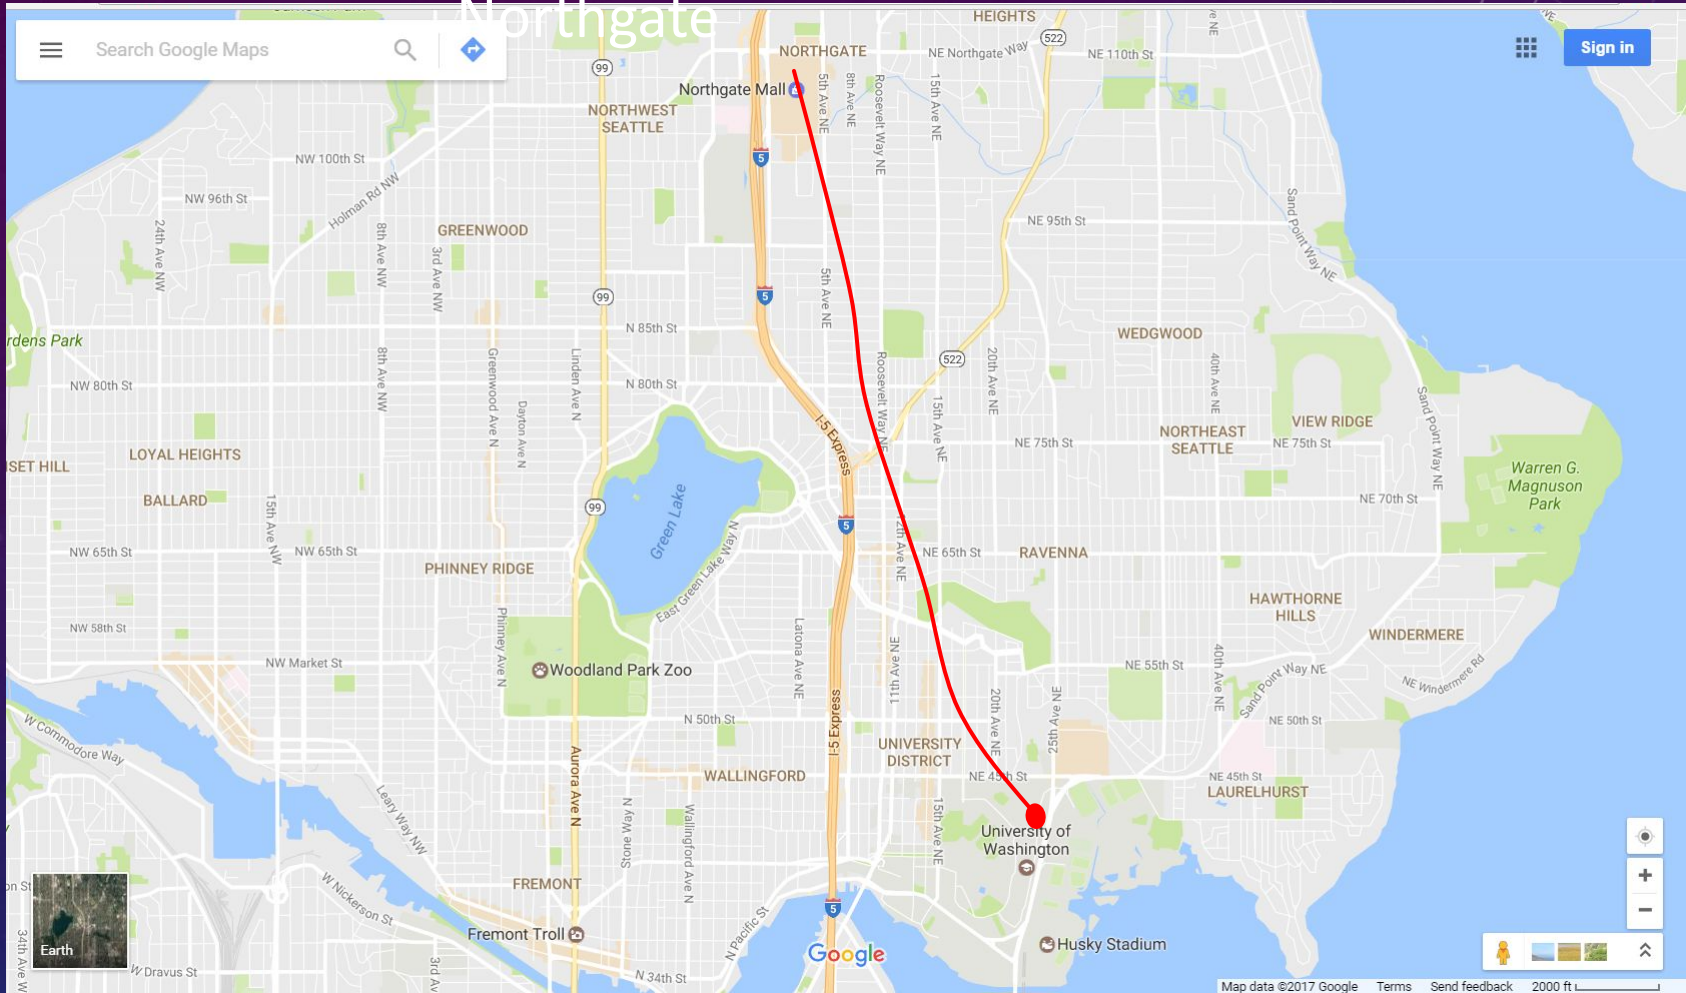 Northgate
Search Google Maps
Sign in
HEIGHTS
NORTHGATE
NE Northgate Way
522
NE 110th St
99
Northgate Mall
5th Ave NE
8th Ave NE
Roosevelt Way NE
15th Ave NE
NORTHWEST
SEATTLE
5
NW 100th St
Holman Rd NW
NW 96th St
24th Ave NW
8th Ave NW
3rd Ave NW
GREENWOOD
NE 95th St
Sand Point Way NE
5
99
5th Ave NE
N 85th St
WEDGWOOD
rdens Park
NW 80th St
8th Ave NW
Greenwood Ave N
Dayton Ave N
Linden Ave N
N 80th St
Roosevelt Way NE
522
15th Ave NE
20th Ave NE
40th Ave NE
Sand Point Way NE
VIEW RIDGE
NORTHEAST
SEATTLE
NE 75th St
NE 75th St
I-5 Express
LOYAL HEIGHTS
SET HILL
BALLARD
15th Ave NW
99
Green Lake
5
NE 70th St
Warren G.
Magnuson
Park
NW 65th St
NW 65th St
PHINNEY RIDGE
East Green Lake Way N
NE 65th St
RAVENNA
HAWTHORNE
HILLS
WINDERMERE
NW 58th St
Phinney Ave N
Latona Ave NE
11th Ave NE
NW Market St
Woodland Park Zoo
NE 55th St
40th Ave NE
Sand Point Way NE
NE Windermere Rd
W Commodore Way
N 50th St
I-5 Express
20th Ave NE
25th Ave NE
NE 50th St
UNIVERSITY
DISTRICT
Aurora Ave N
WALLINGFORD
NE 45th St
NE 45th St
LAURELHURST
Leary Way NW
Stone Way N
Wallingford Ave N
15th Ave NE
University of
Washington
FREMONT
W Nickerson St
N Pacific St
5
Earth
Fremont Troll
Google
Husky Stadium
34th Ave W
W Dravus St
N 34th St
Map data ©2017 Google
Terms
Send feedback
2000 ft